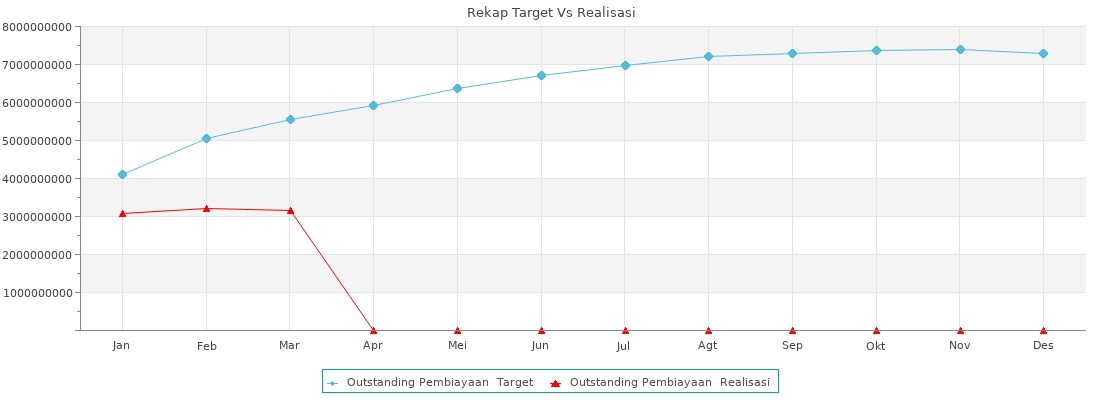 Rekap Target Vs Realisasi
8000000000
7000000000
6000000000
5000000000
4000000000
3000000000
2000000000
1000000000
Jan Feb Mar Apr Mei Jun Jul Agt Sep Okt Nov Des
Outstanding Pembiayaan Target Outstanding Pembiayaan Realisasi